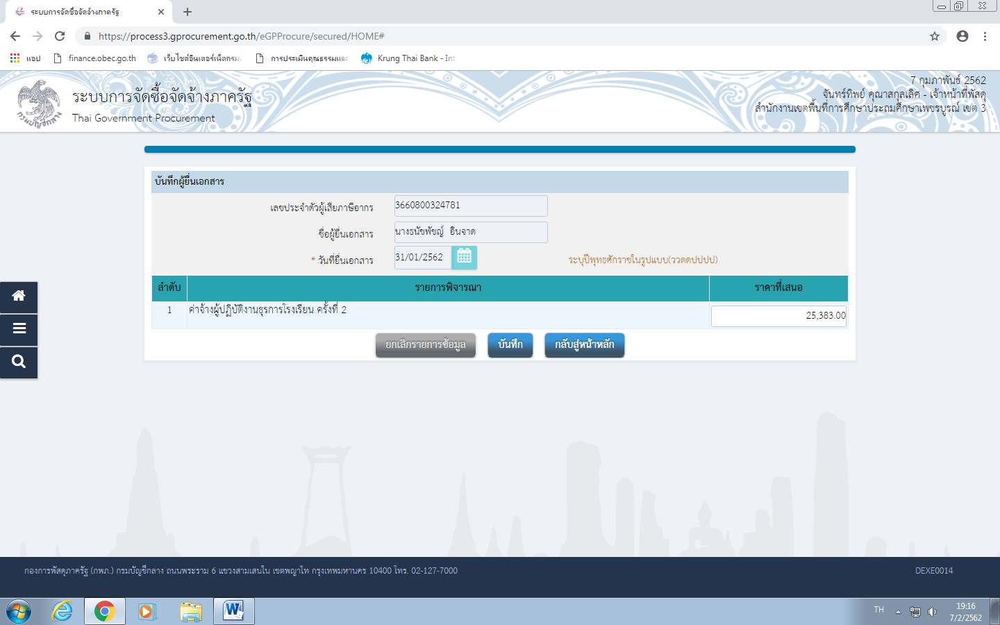 ระบบการจัดซื้อจัดจ้างภาครัฐ
https://process3.gprocurement.go.th/eGPProcure/secured/HOME#
แอป
finance.obec.go.th
เว็บไซต์อินเตอร์เน็ตกรม
การประเมินคุณธรรมและ
Krung Thai Bank - Int
7 กุมภาพันธ์ 2562
ระบบการจัดซื้อจัดจ้างภาครัฐ
จันทร์ทิพย์ คุณาสกุลเลิศ - เจ้าหน้าที่พัสดุ
Thai Government Procurement
สำนักงานเขตพื้นที่การศึกษาประถมศึกษาเพชรบูรณ์ เขต 3
กรมบัญชีกลาง
บันทึกผู้ยื่นเอกสาร
เลขประจำตัวผู้เสียภาษีอากร 3660800324781
ชื่อผู้ยื่นเอกสาร นางธนัชพัชญ์ อินจาด
* วันที่ยื่นเอกสาร 31/01/2562 ระบุปีพุทธศักราชในรูปแบบ(ววดดปปปป)
ลำดับ รายการพิจารณา ราคาที่เสนอ
1 ค่าจ้างผู้ปฏิบัติงานธุรการโรงเรียน ครั้งที่ 2 25,383.00
ยกเลิกรายการข้อมูล บันทึก กลับสู่หน้าหลัก
กองการพัสดุภาครัฐ (กพภ.) กรมบัญชีกลาง ถนนพระราม 6 แขวงสามเสนใน เขตพญาไท กรุงเทพมหานคร 10400 โทร. 02-127-7000 DEXE0014
TH
19:16
7/2/2562